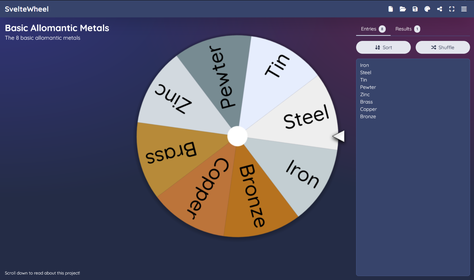 SvelteWheel
Basic Allomantic Metals
The 8 basic allomantic metals
Entries 8
Results 1
Sort
Shuffle
Iron
Steel
Tin
Pewter
Zinc
Brass
Copper
Bronze
Tin
Steel
Iron
Bronze
Copper
Brass
Zinc
Pewter
Scroll down to read about this project!